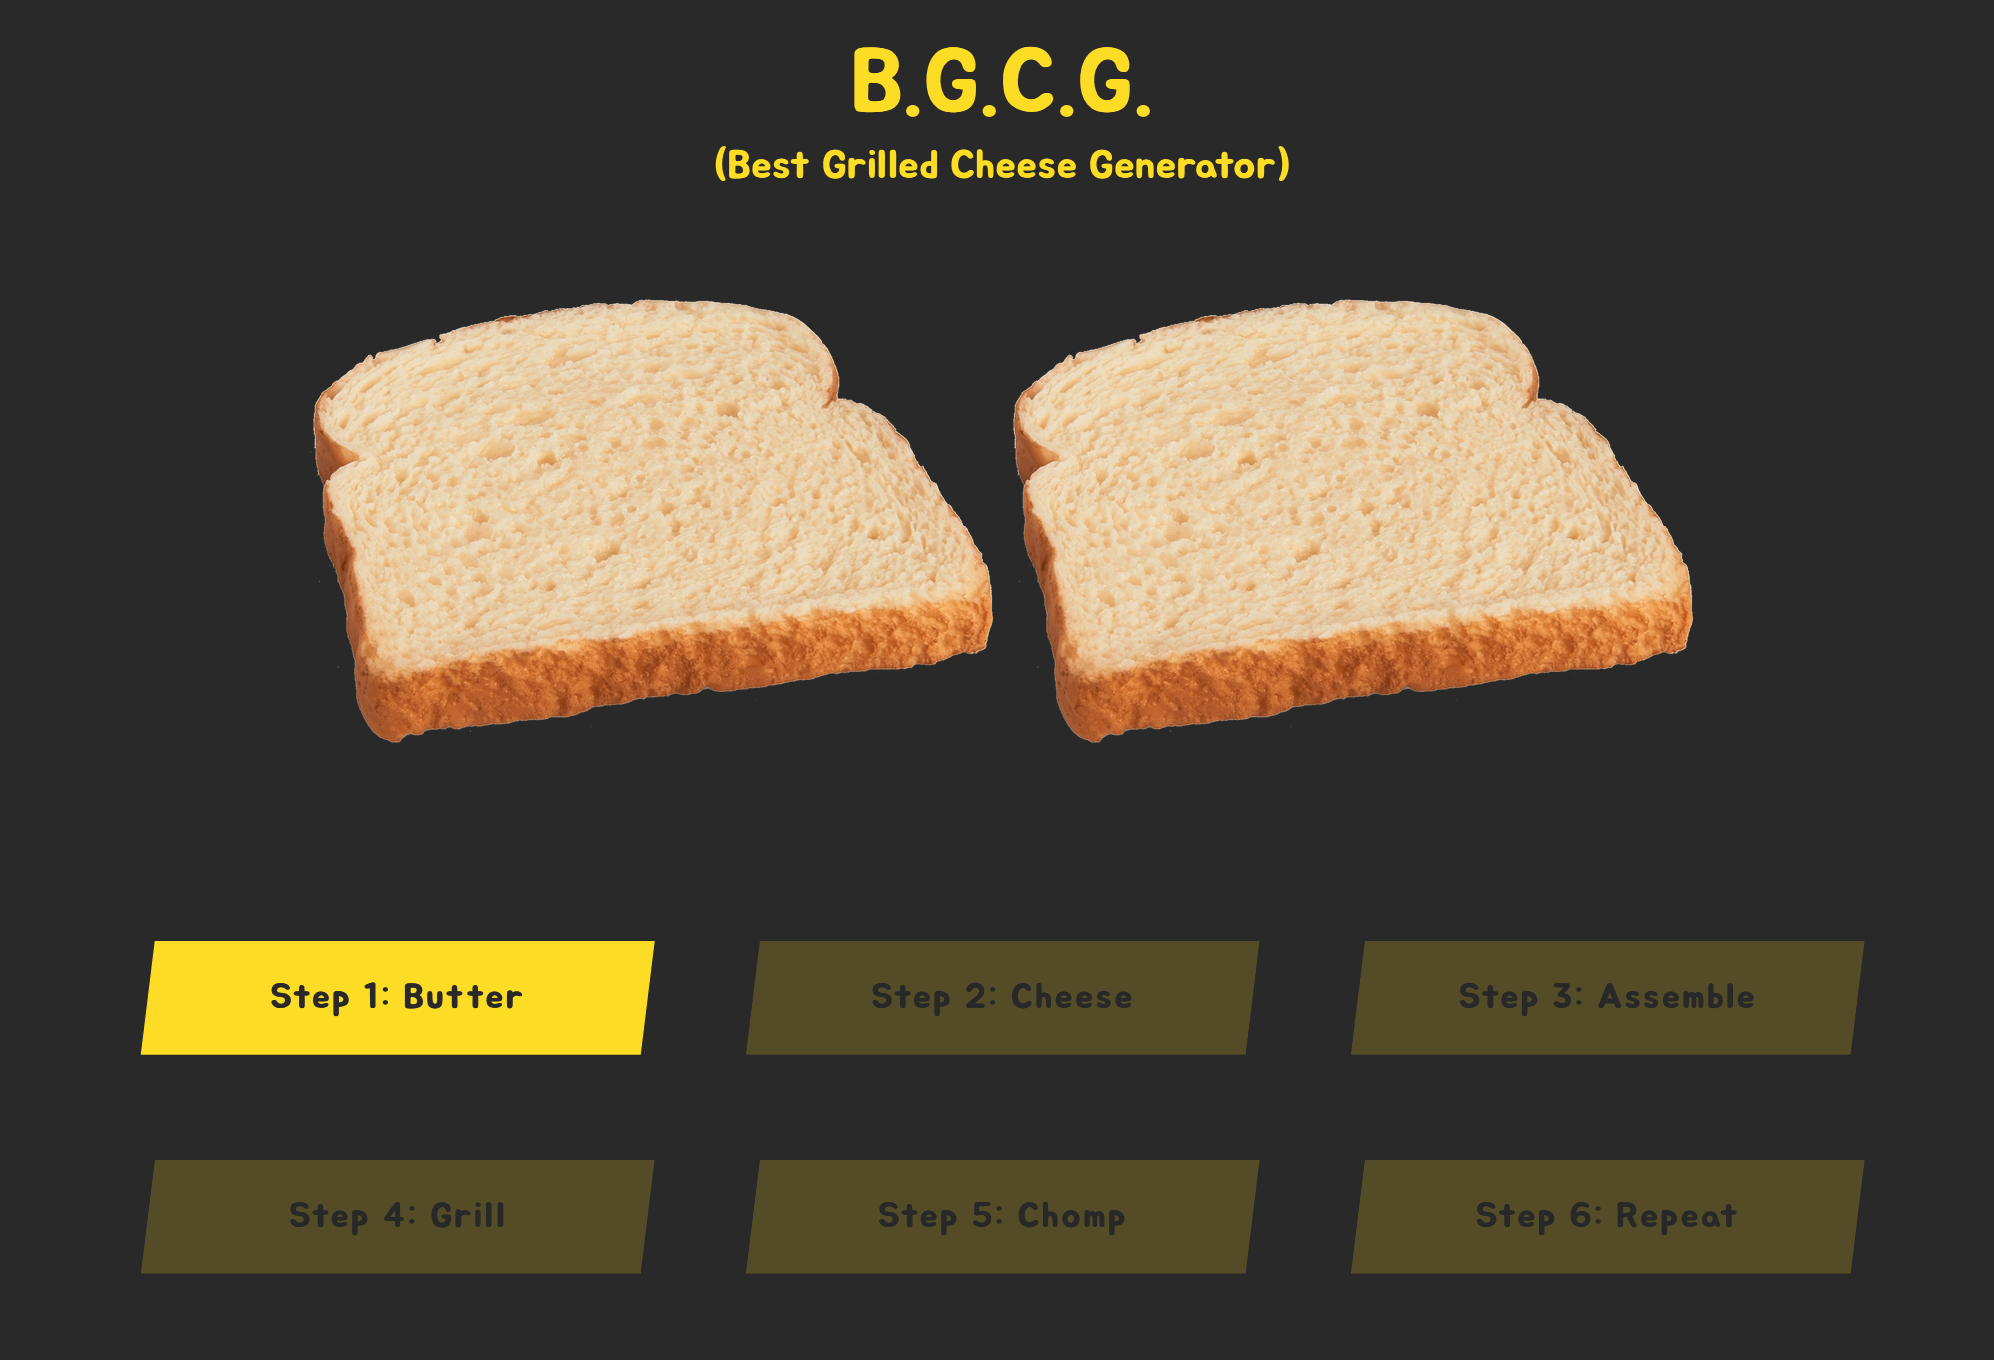 B.G.C.G.
(Best Grilled Cheese Generator)
Step 1: Butter
Step 2: Cheese
Step 3: Assemble
Step 4: Grill
Step 5: Chomp
Step 6: Repeat